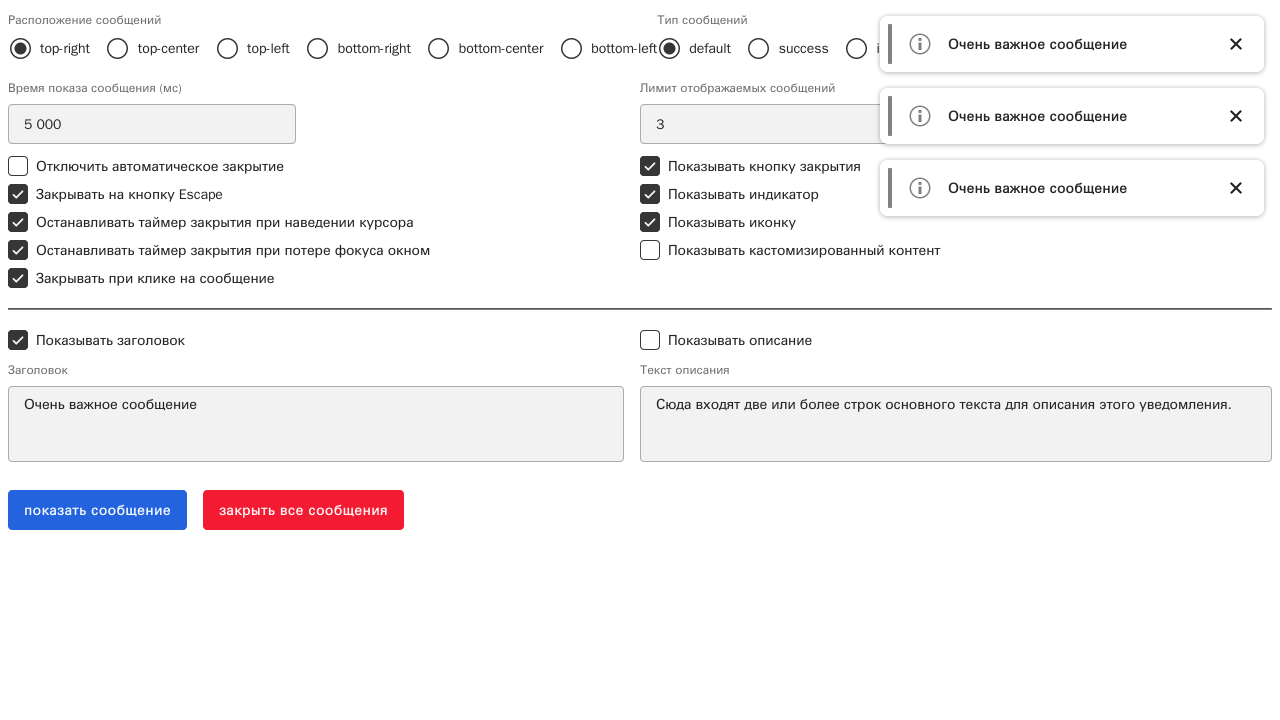 Расположение сообщений
top-right top-center top-left bottom-right bottom-center bottom-left
Тип сообщений
default success
Очень важное сообщение
Очень важное сообщение
Очень важное сообщение
Время показа сообщения (мс)
5 000
Лимит отображаемых сообщений
3
Отключить автоматическое закрытие
Закрывать на кнопку Escape
Останавливать таймер закрытия при наведении курсора
Останавливать таймер закрытия при потере фокуса окном
Закрывать при клике на сообщение
Показывать кнопку закрытия
Показывать индикатор
Показывать иконку
Показывать кастомизированный контент
Показывать заголовок
Показывать описание
Заголовок
Очень важное сообщение
Текст описания
Сюда входят две или более строк основного текста для описания этого уведомления.
показать сообщение
закрыть все сообщения